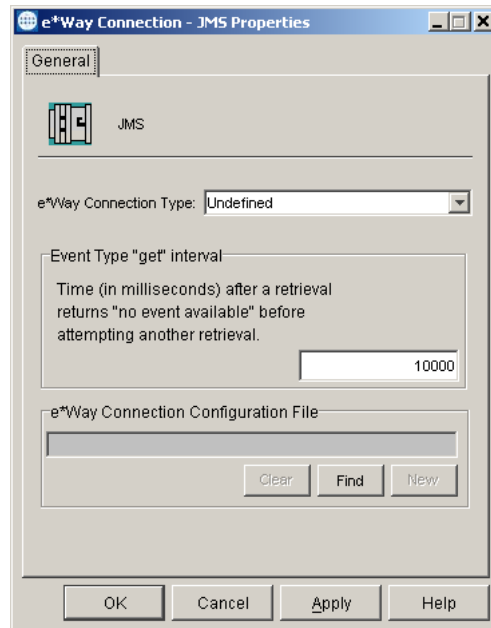 e*Way Connection - JMS Properties
General
JMS
e*Way Connection Type: Undefined
Event Type "get" interval
Time (in milliseconds) after a retrieval
returns "no event available" before
attempting another retrieval.
10000
e*Way Connection Configuration File
Clear Find New
OK Cancel Apply Help